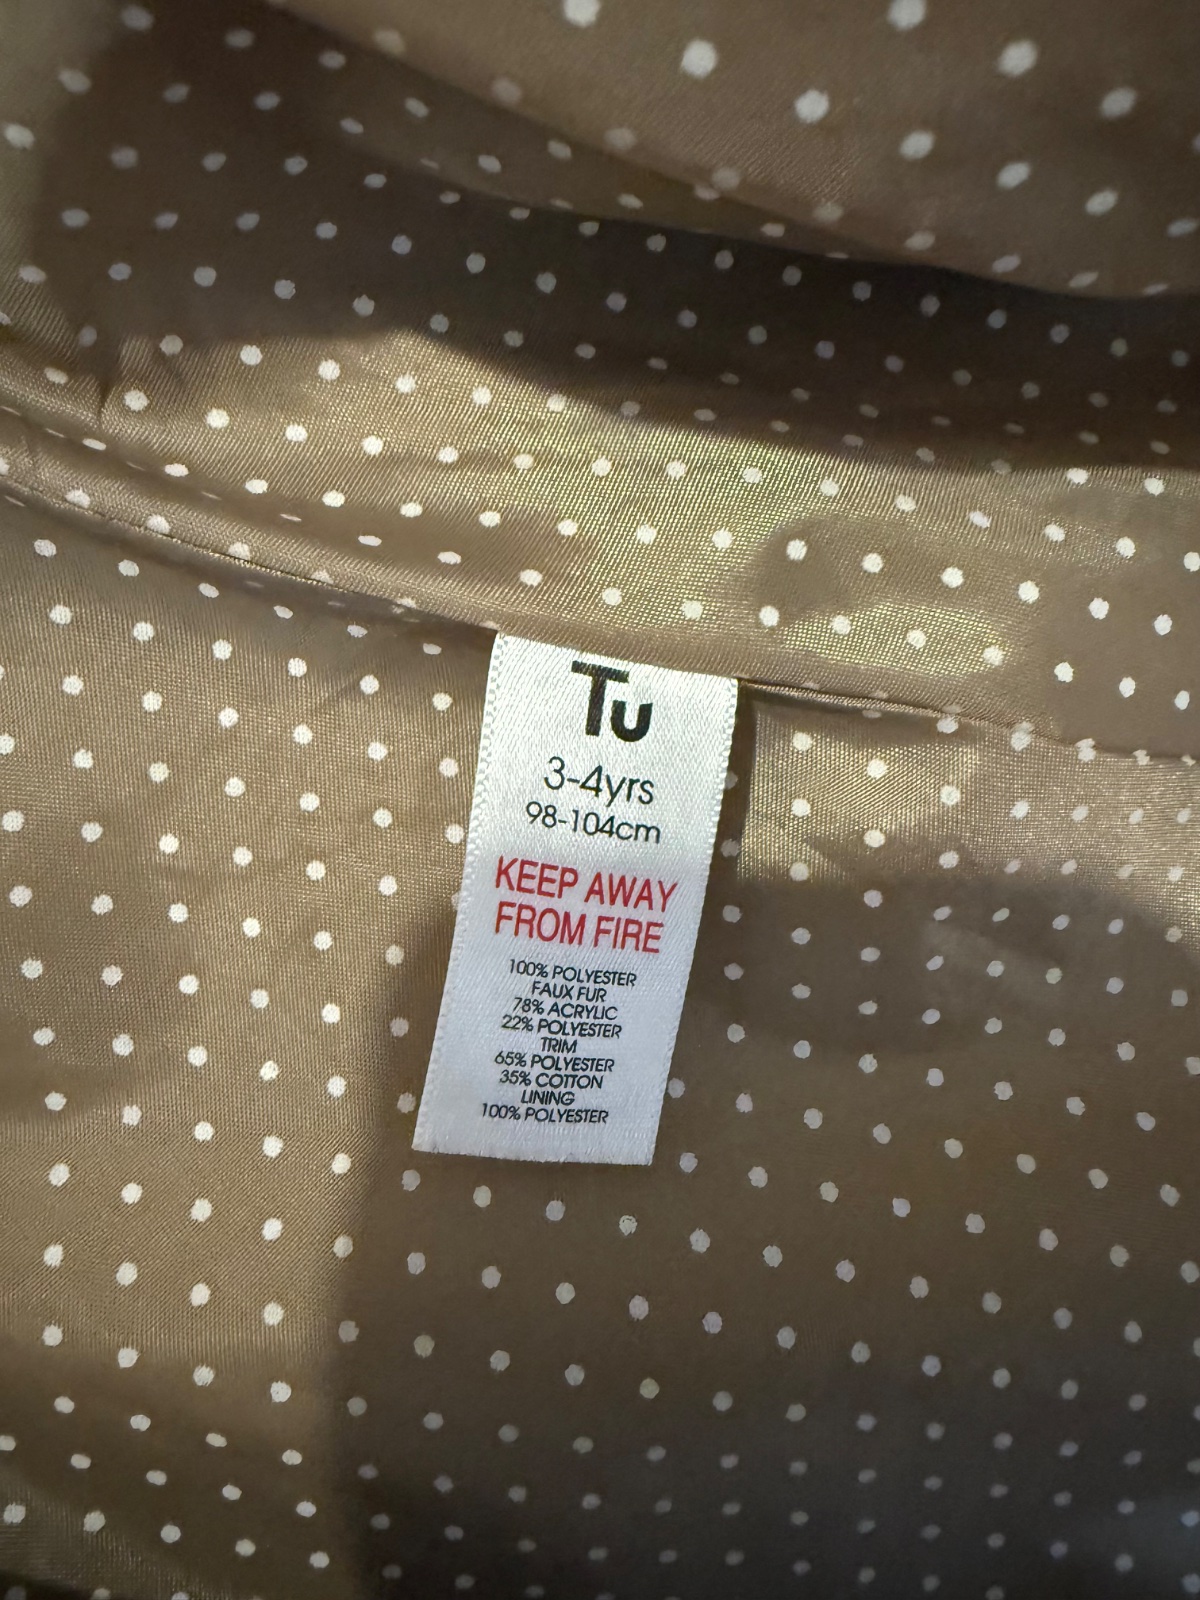 Tu
3-4yrs
98-104cm
KEEP AWAY
FROM FIRE
100% POLYESTER
FAUX FUR
78% ACRYLIC
22% POLYESTER
TRIM
65% POLYESTER
35% COTTON
LINING
100% POLYESTER